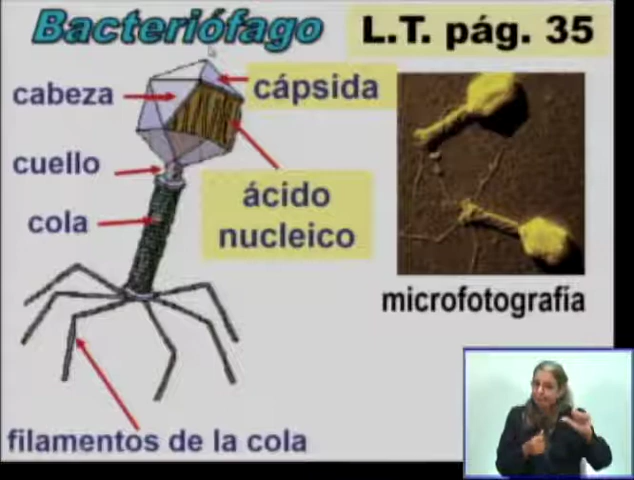 Bacteriófago
L.T. pág. 35
cabeza
cápsida
cuello
ácido
nucleico
cola
microfotografía
filamentos de la cola